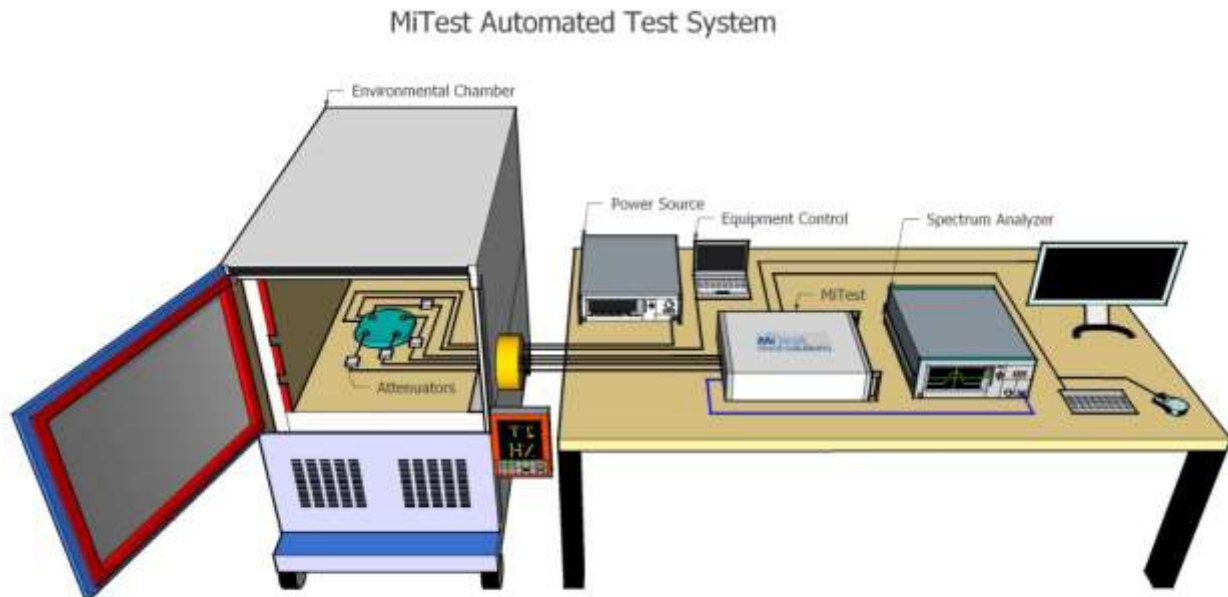 MiTest Automated Test System
Environmental Chamber
Power Source
Equipment Control
Spectrum Analyzer
MiTest
Attenuators